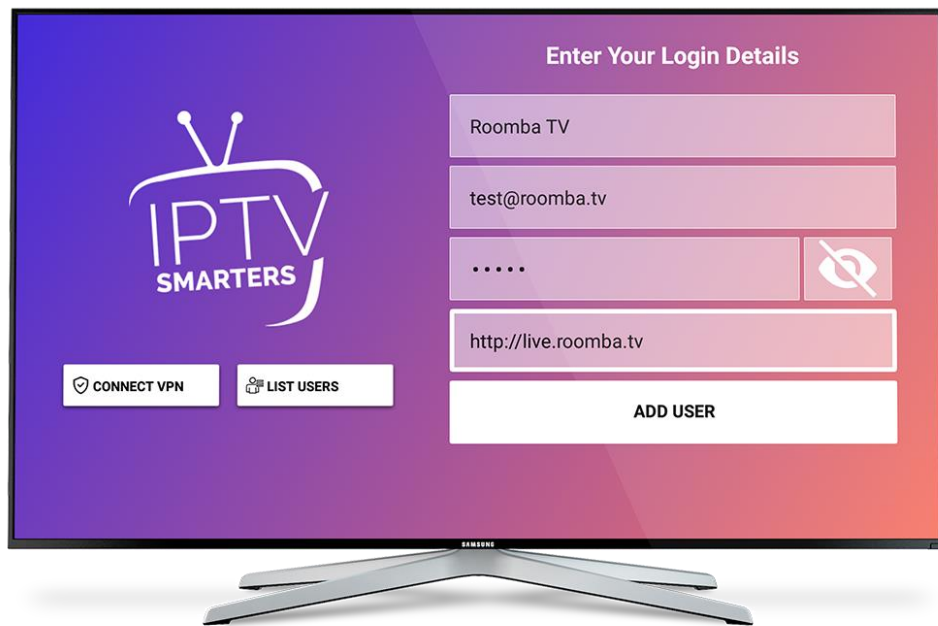 Enter Your Login Details
Roomba TV
test@roomba.tv
•••••
http://live.roomba.tv
ADD USER
IPTV
SMARTERS
CONNECT VPN
LIST USERS
SAMSUNG